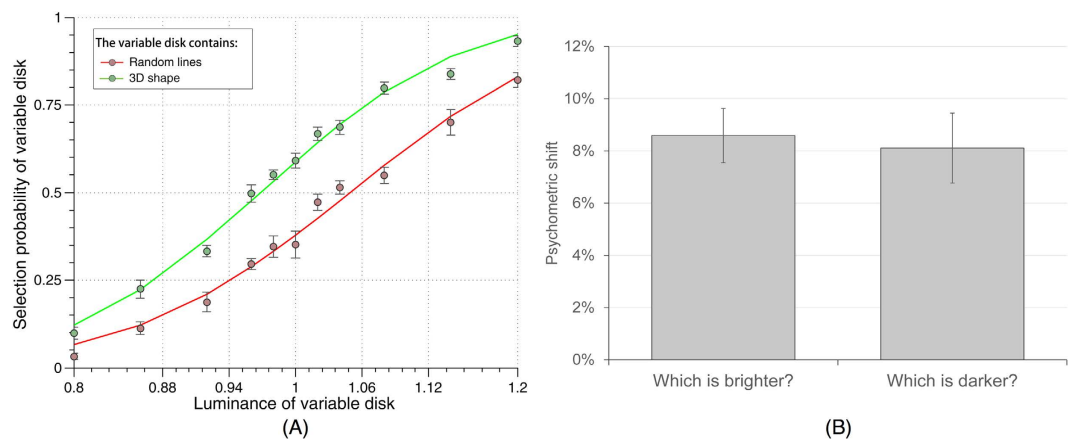 Selection probability of variable disk
1
0.75
0.5
0.25
0
The variable disk contains:
Random lines
3D shape
0.8
0.88
0.94
1
1.06
1.12
1.2
Luminance of variable disk
(A)
Psychometric shift
12%
10%
8%
6%
4%
2%
0%
Which is brighter?
Which is darker?
(B)